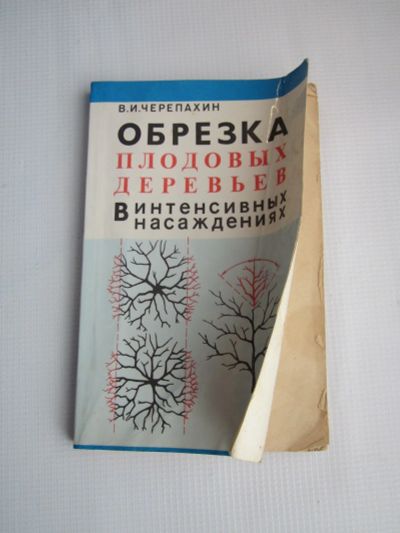 В.И.ЧЕРЕПАХИН
ОБРЕЗКА
ПЛОДОВЫХ
ДЕРЕВЬЕВ
В ИНТЕНСИВНЫХ
НАСАЖДЕНИЯХ